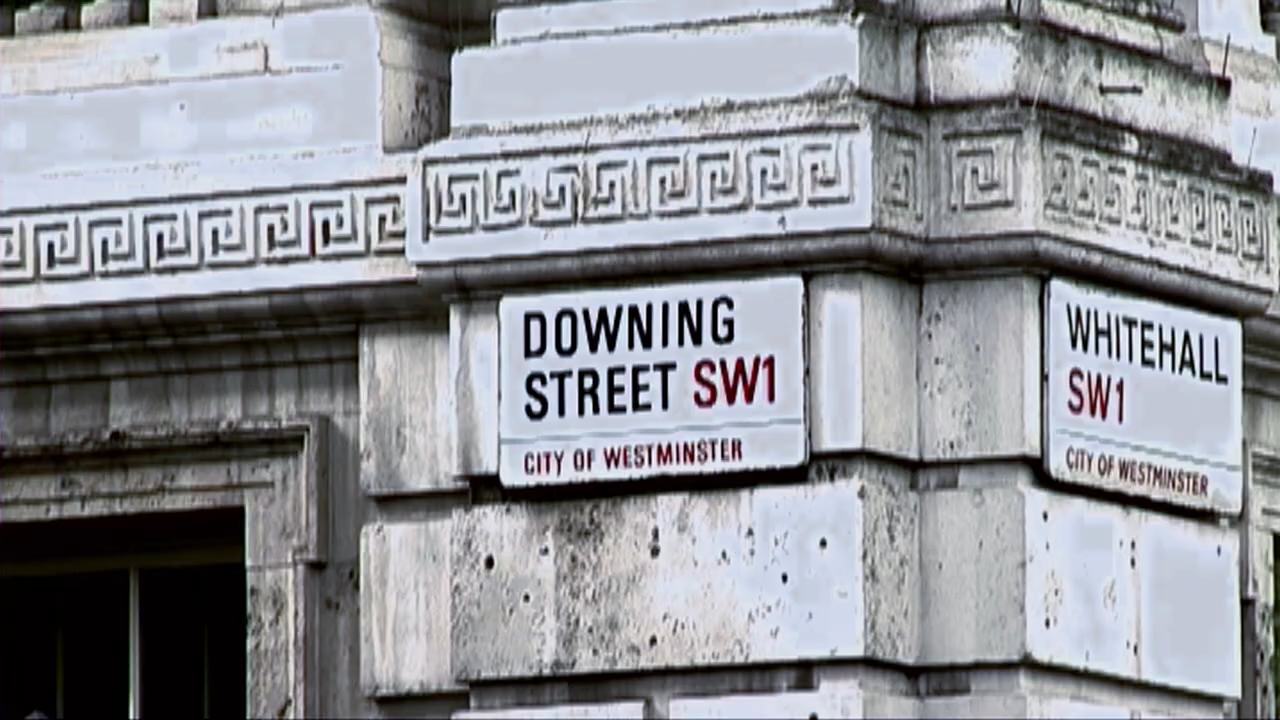 DOWNING
STREET SW1
CITY OF WESTMINSTER
WHITEHALL
SW1
CITY OF WESTMINSTER